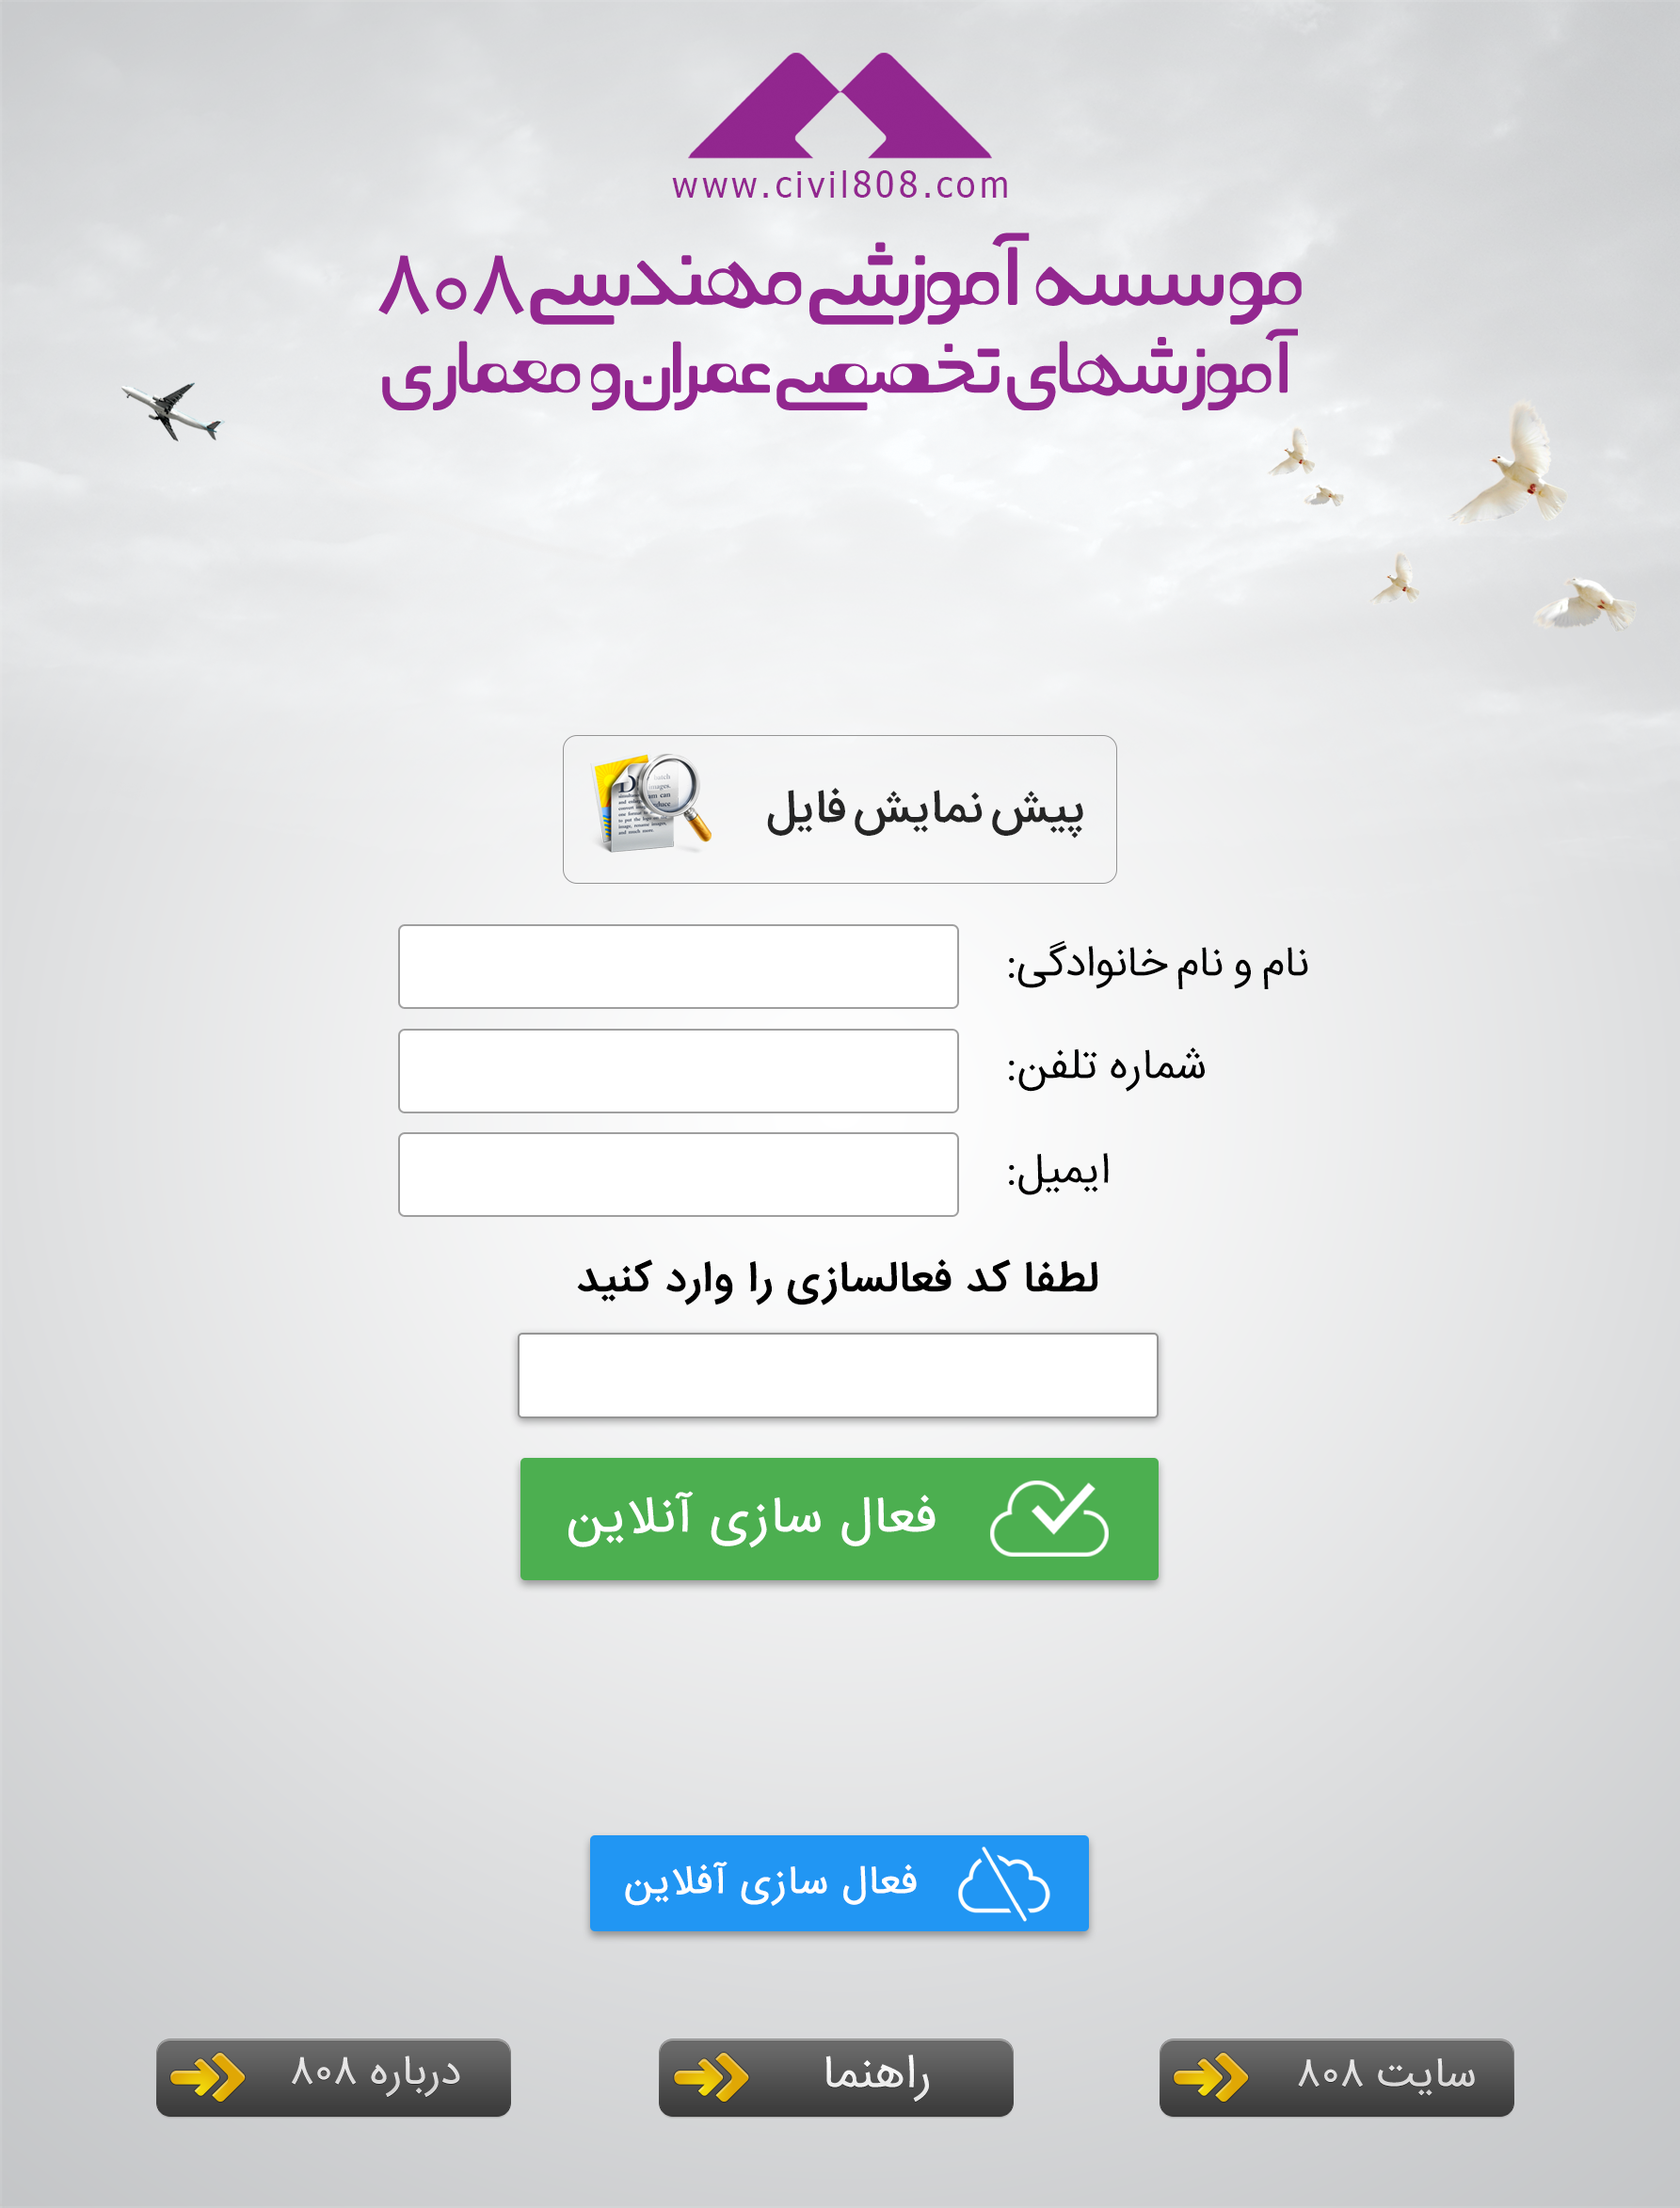 www.civil808.com
موسسه آموزشی مهندسی ۸۰۸
آموزشهای تخصصی عمران و معماری
پیش نمایش فایل
نام و نام خانوادگی:
شماره تلفن:
ایمیل:
لطفا کد فعالسازی را وارد کنید
فعال سازی آنلاین
فعال سازی آفلاین
سایت ۸۰۸
راهنما
درباره ۸۰۸